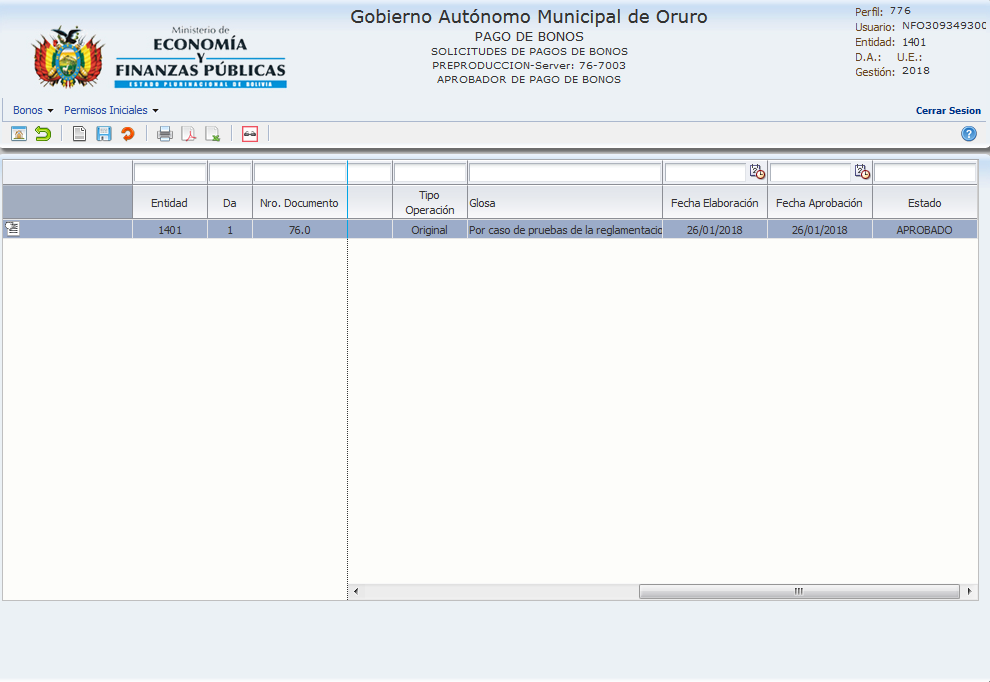 Gobierno Autónomo Municipal de Oruro
PAGO DE BONOS
SOLICITUDES DE PAGOS DE BONOS
PREPRODUCCION-Server: 76-7003
APROBADOR DE PAGO DE BONOS
Ministerio de
ECONOMÍA
Y
FINANZAS PÚBLICAS
ESTADO PLURINACIONAL DE BOLIVIA
Perfil: 776
Usuario: NFO30934930
Entidad: 1401
D.A.: U.E.:
Gestión: 2018
Bonos Permisos Iniciales Cerrar Sesion
Entidad Da Nro. Documento Tipo Operación Glosa Fecha Elaboración Fecha Aprobación Estado
1401 1 76.0 Original Por caso de pruebas de la reglamentacio 26/01/2018 26/01/2018 APROBADO